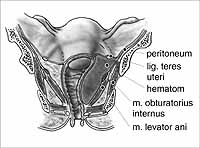 peritoneum
lig. teres
uteri
hematom
m. obturatorius
internus
m. levator ani